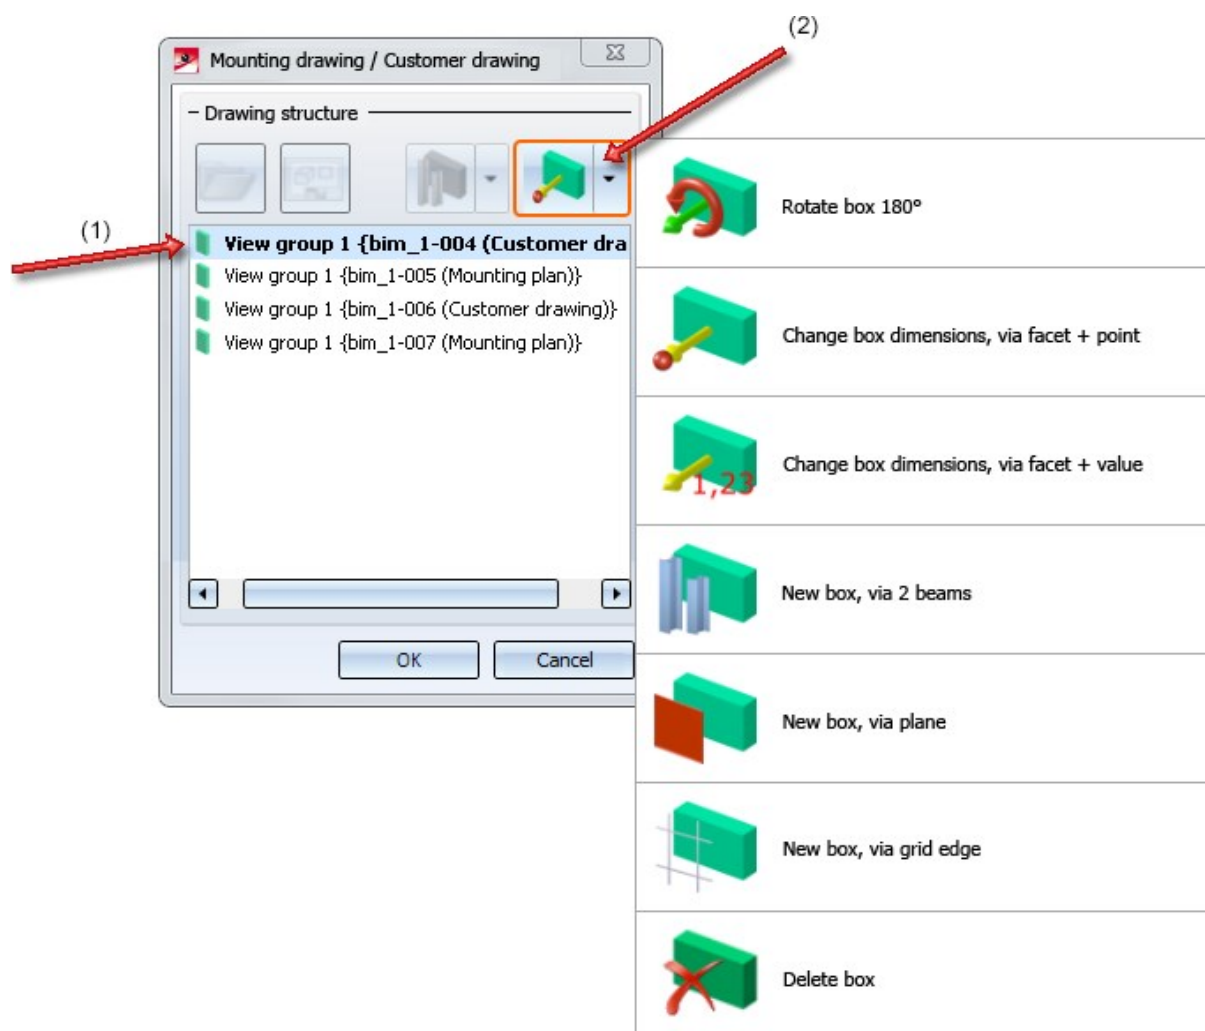 (2)
Mounting drawing / Customer drawing
Drawing structure
(1)
View group 1 {bim_1-004 (Customer dra
View group 1 {bim_1-005 (Mounting plan)}
View group 1 {bim_1-006 (Customer drawing)}
View group 1 {bim_1-007 (Mounting plan)}
OK
Cancel
Rotate box 180°
Change box dimensions, via facet + point
1,23
Change box dimensions, via facet + value
New box, via 2 beams
New box, via plane
New box, via grid edge
Delete box